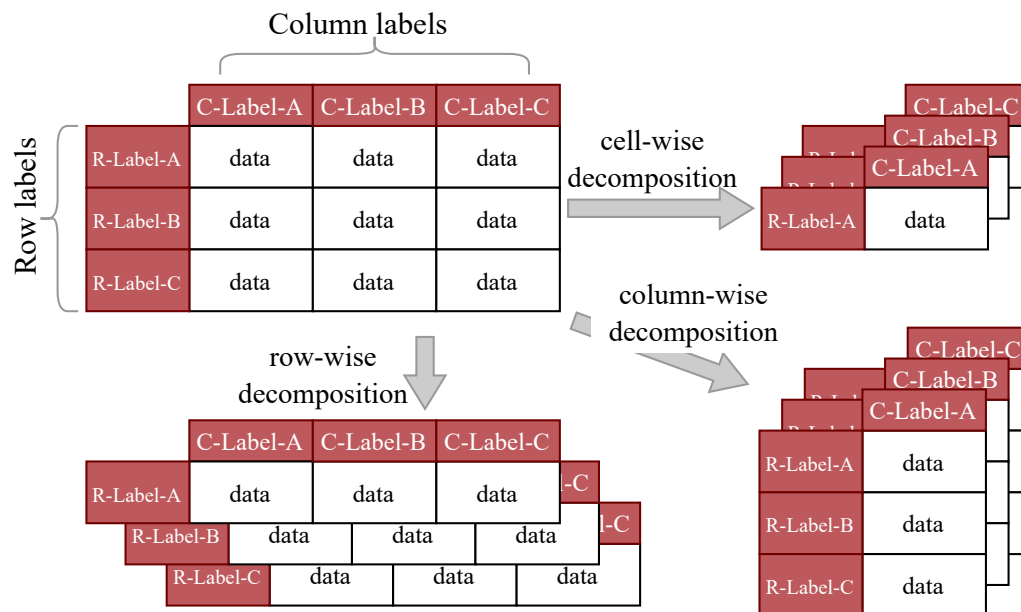 Column labels
C-Label-A C-Label-B C-Label-C
Row labels
R-Label-A data data data
R-Label-B data data data
R-Label-C data data data
cell-wise
decomposition
C-Label-C
C-Label-B
C-Label-A
R-Label-A data
column-wise
decomposition
C-Label-C
C-Label-B
C-Label-A
R-Label-A data
R-Label-B data
R-Label-C data
row-wise
decomposition
C-Label-A C-Label-B C-Label-C
R-Label-A data data data
R-Label-B data data data
R-Label-C data data data